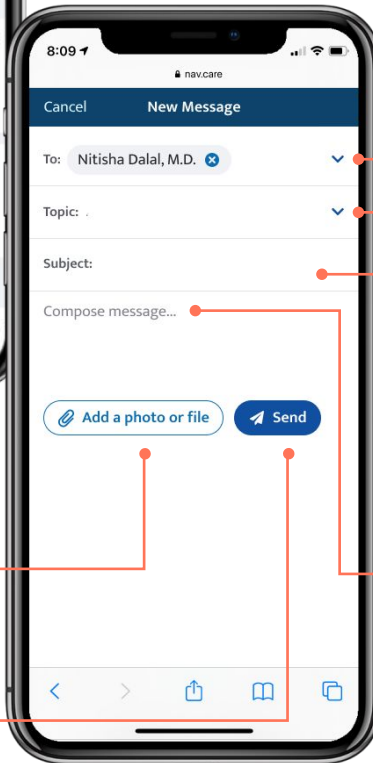 8:09
nav.care
Cancel New Message
To: Nitisha Dalal, M.D.
Topic: .
Subject:
Compose message...
Add a photo or file Send